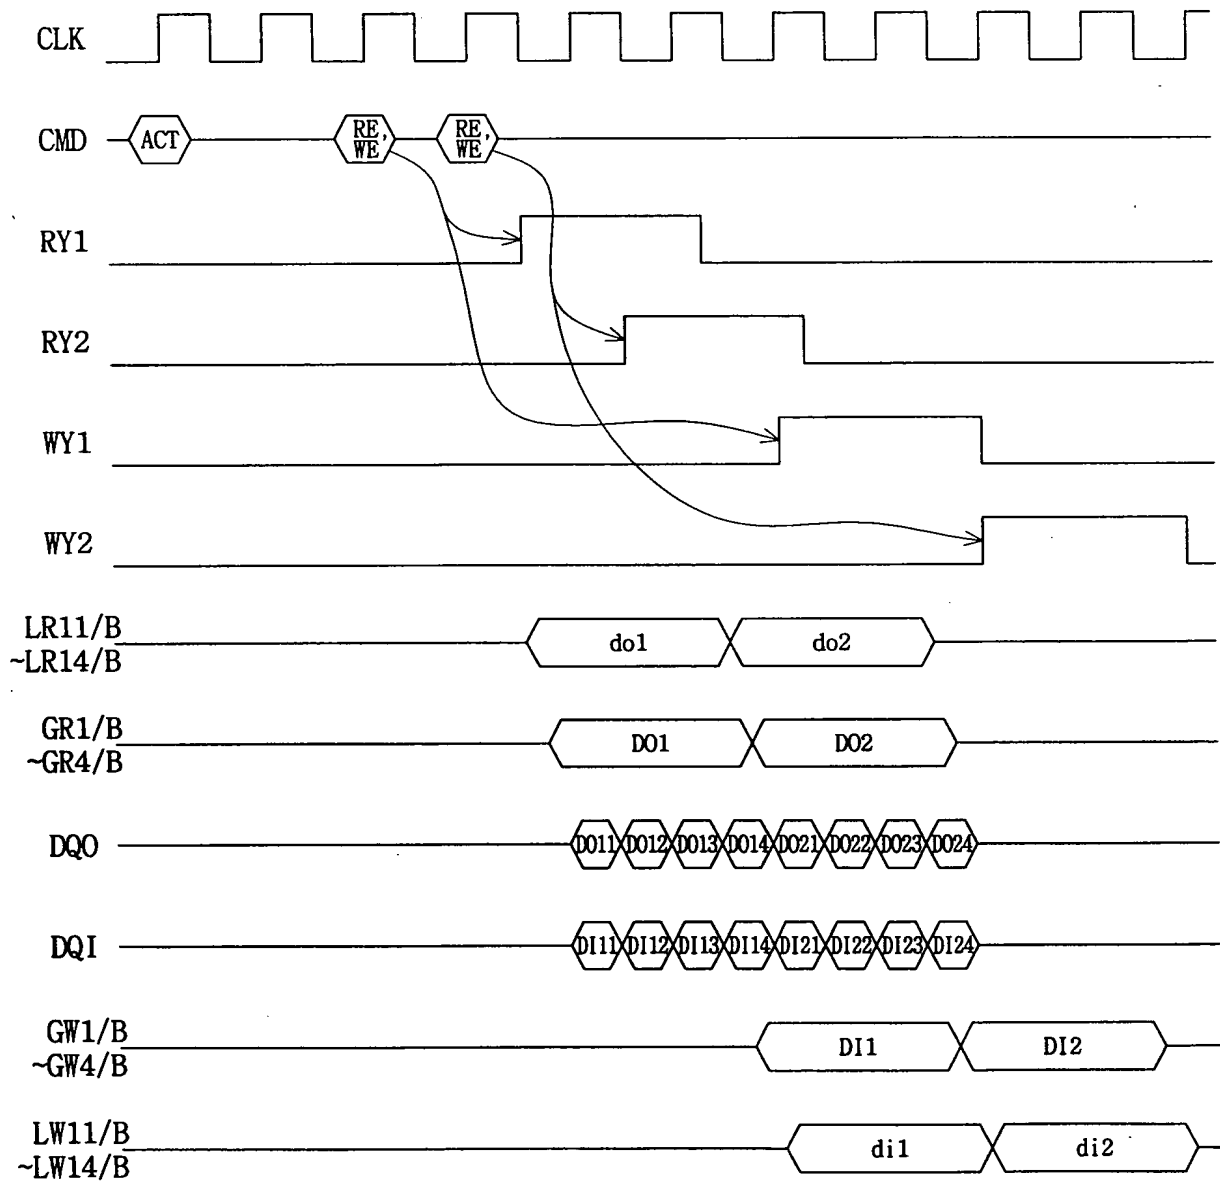 CLK
CMD
ACT
RE,
WE
RE,
WE
RY1
RY2
WY1
WY2
LR11/B
~LR14/B
do1
do2
GR1/B
~GR4/B
DO1
DO2
DQO
DO11
DO12
DO13
DO14
DO21
DO22
DO23
DO24
DQI
DI11
DI12
DI13
DI14
DI21
DI22
DI23
DI24
GW1/B
~GW4/B
DI1
DI2
LW11/B
~LW14/B
di1
di2